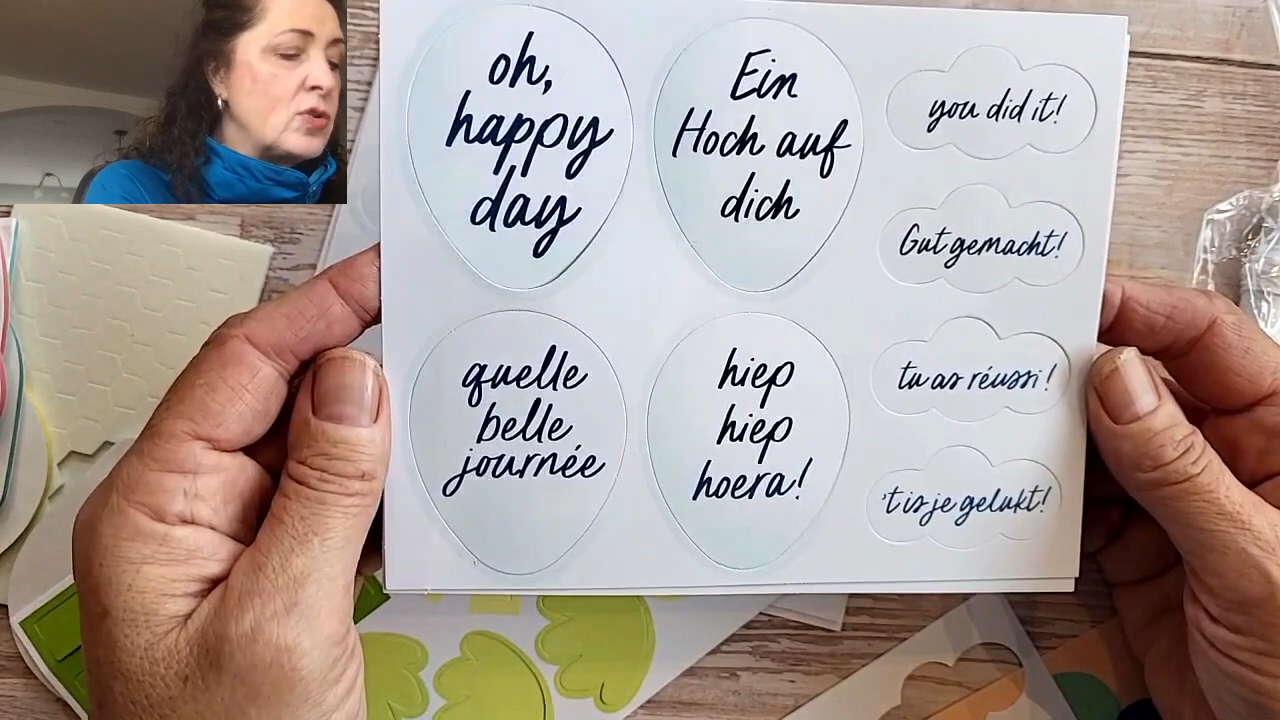 oh,
happy
day
Ein
Hoch auf
dich
you did it!
Gut gemacht!
quelle
belle
journée
hiep
hiep
hoera!
tu as réussi!
't is je gelukt!